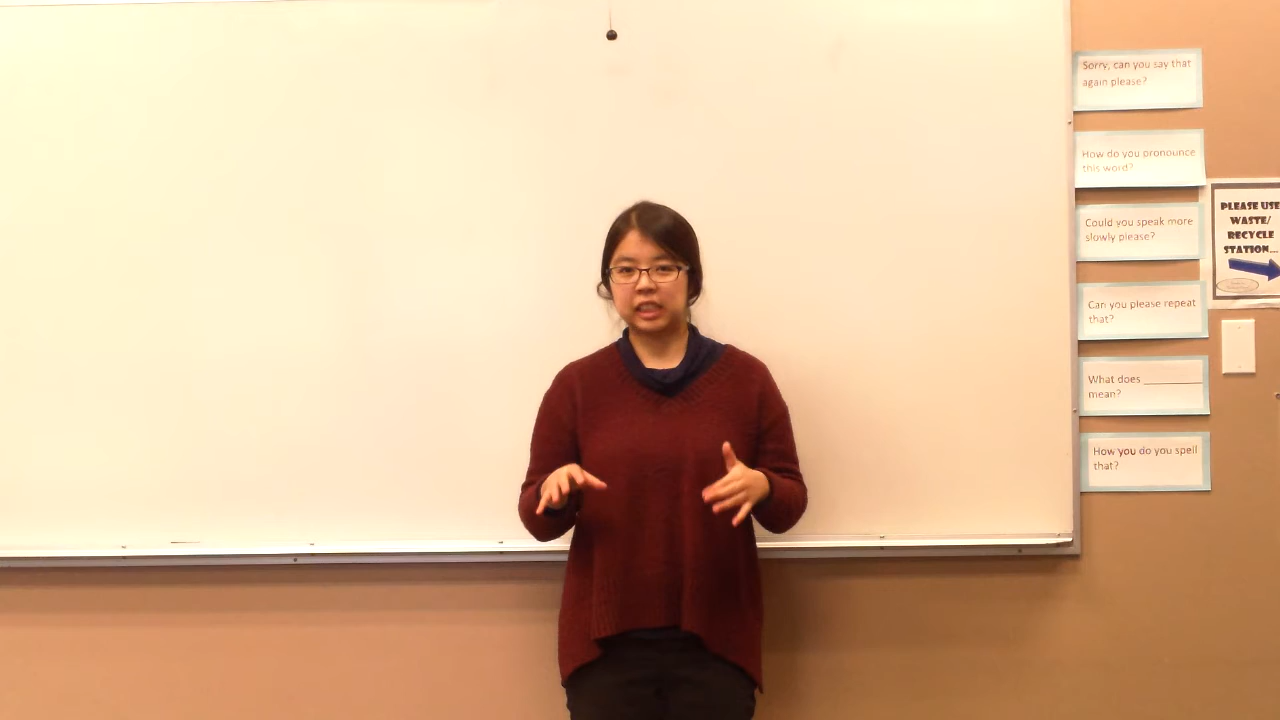 Sorry, can you say that
again please?
How do you pronounce
this word?
Could you speak more
slowly please?
Can you please repeat
that?
What does __________
mean?
How you do you spell
that?
PLEASE USE
WASTE/
RECYCLE
STATION...